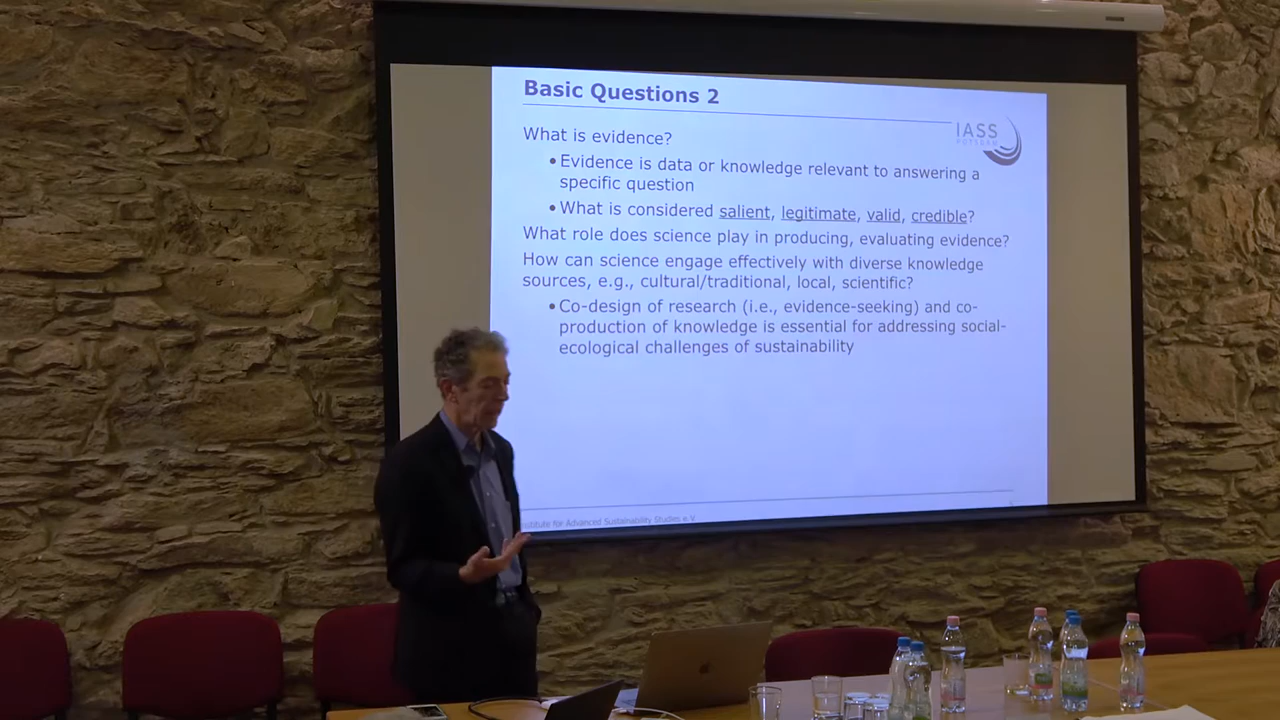 Basic Questions 2
IASS
POTSDAM
What is evidence?
• Evidence is data or knowledge relevant to answering a
specific question
• What is considered salient, legitimate, valid, credible?
What role does science play in producing, evaluating evidence?
How can science engage effectively with diverse knowledge
sources, e.g., cultural/traditional, local, scientific?
• Co-design of research (i.e., evidence-seeking) and co-
production of knowledge is essential for addressing social-
ecological challenges of sustainability
for Advanced Sustainability Studies e.V.